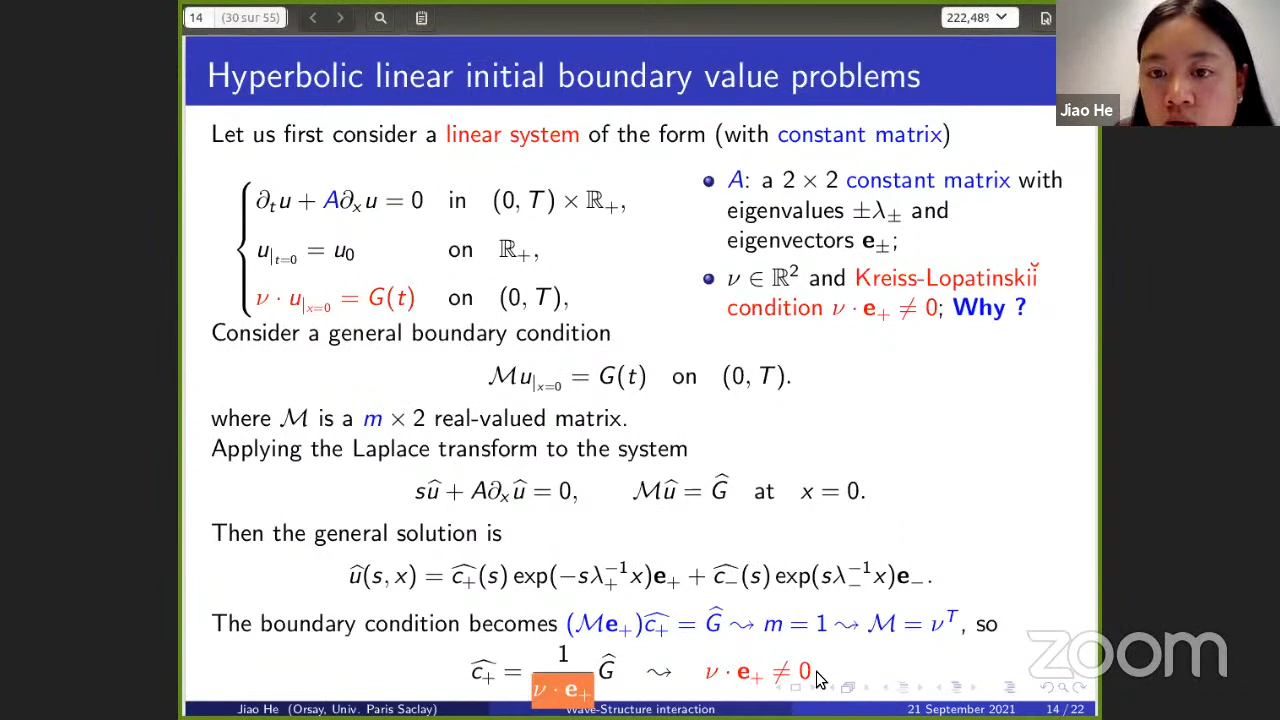 14 (30 sur 55) 222,48%
Hyperbolic linear initial boundary value problems
Jiao He
Let us first consider a linear system of the form (with constant matrix)
∂ₜu + A∂ₓu = 0 in (0, T) × ℝ₊,
u|ₜ₌₀ = u₀ on ℝ₊,
ν · u|ₓ₌₀ = G(t) on (0, T),
A: a 2 × 2 constant matrix with
eigenvalues ±λ± and
eigenvectors e±;
ν ∈ ℝ² and Kreiss-Lopatinskiĭ
condition ν · e₊ ≠ 0; Why ?
Consider a general boundary condition
ℳu|ₓ₌₀ = G(t) on (0, T).
where ℳ is a m × 2 real-valued matrix.
Applying the Laplace transform to the system
sû + A∂ₓû = 0, ℳû = Ĝ at x = 0.
Then the general solution is
û(s, x) = ĉ₊(s) exp(−sλ₊⁻¹x)e₊ + ĉ₋(s) exp(sλ₋⁻¹x)e₋.
The boundary condition becomes (ℳe₊)ĉ₊ = Ĝ ⇝ m = 1 ⇝ ℳ = νᵀ, so
ĉ₊ = 1/(ν · e₊) Ĝ ⇝ ν · e₊ ≠ 0
zoom
Jiao He (Orsay, Univ. Paris Saclay) Wave-Structure interaction 21 September 2021 14 / 22